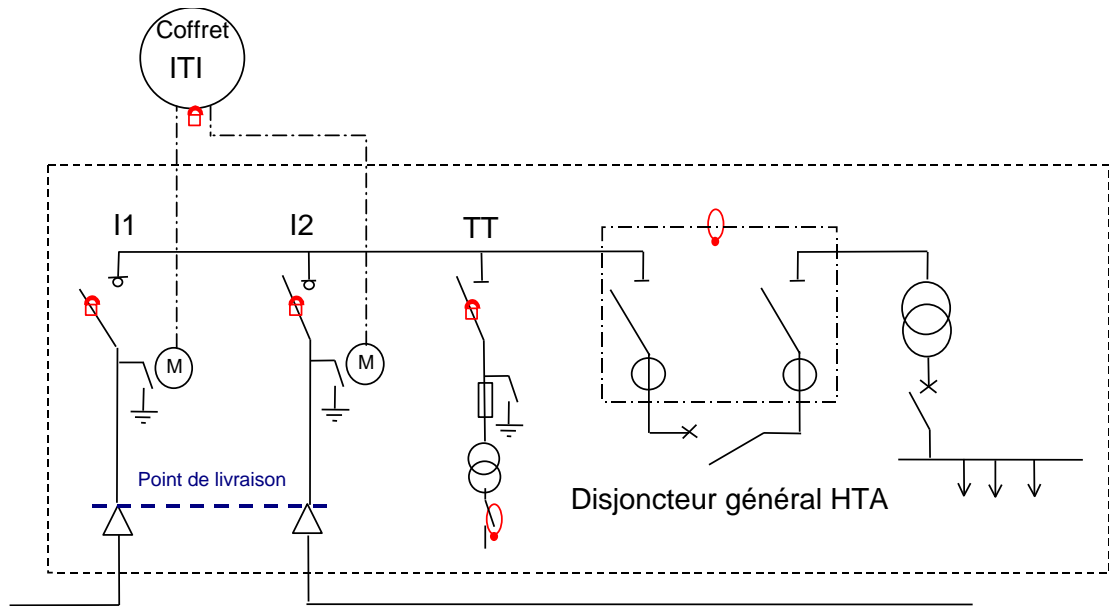 Coffret
ITI
I1
I2
TT
M
M
Point de livraison
Disjoncteur général HTA